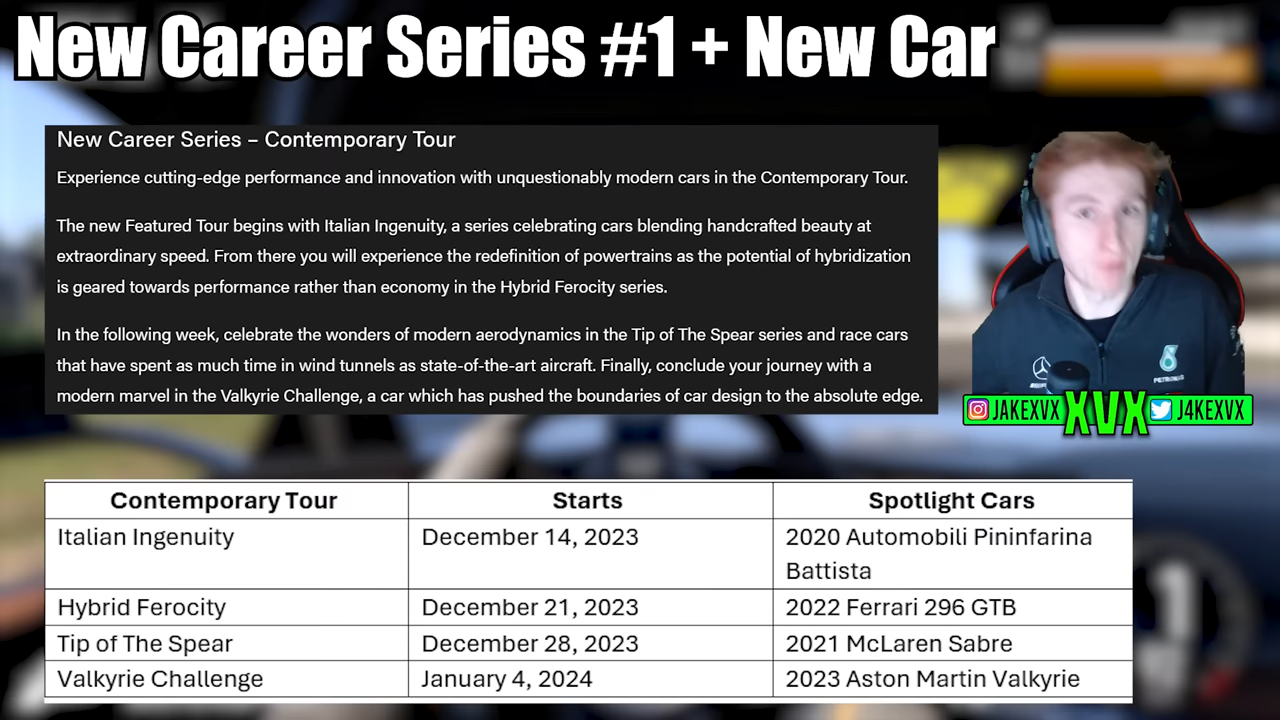 New Career Series #1 + New Car
New Career Series – Contemporary Tour
Experience cutting-edge performance and innovation with unquestionably modern cars in the Contemporary Tour.
The new Featured Tour begins with Italian Ingenuity, a series celebrating cars blending handcrafted beauty at
extraordinary speed. From there you will experience the redefinition of powertrains as the potential of hybridization
is geared towards performance rather than economy in the Hybrid Ferocity series.
In the following week, celebrate the wonders of modern aerodynamics in the Tip of The Spear series and race cars
that have spent as much time in wind tunnels as state-of-the-art aircraft. Finally, conclude your journey with a
modern marvel in the Valkyrie Challenge, a car which has pushed the boundaries of car design to the absolute edge.
PETRONAS
JAKEXVX XVX J4KEXVX
Contemporary Tour Starts Spotlight Cars
Italian Ingenuity December 14, 2023 2020 Automobili Pininfarina
Battista
Hybrid Ferocity December 21, 2023 2022 Ferrari 296 GTB
Tip of The Spear December 28, 2023 2021 McLaren Sabre
Valkyrie Challenge January 4, 2024 2023 Aston Martin Valkyrie